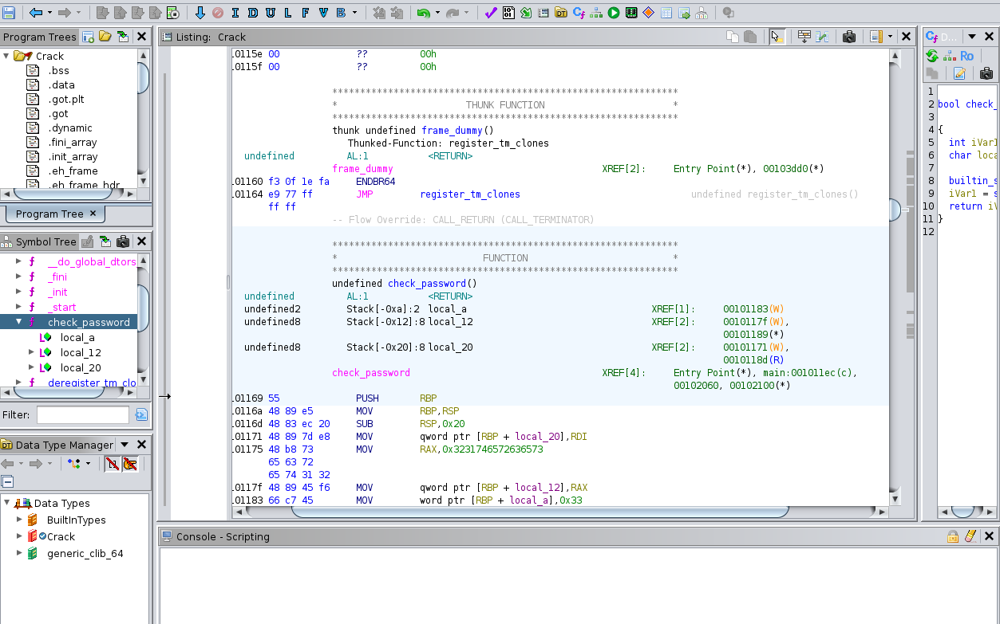 I D U L F V B
Program Trees
Crack
.bss
.data
.got.plt
.got
.dynamic
.fini_array
.init_array
.eh_frame
.eh_frame_hdr
Program Tree ×
Symbol Tree
__do_global_dtors
_fini
_init
_start
check_password
local_a
local_12
local_20
deregister_tm_clo
Filter:
Data Type Manager
Data Types
BuiltInTypes
Crack
generic_clib_64
Listing: Crack
.0115e 00 ?? 00h
.0115f 00 ?? 00h
**************************************************************
* THUNK FUNCTION *
**************************************************************
thunk undefined frame_dummy()
Thunked-Function: register_tm_clones
undefined AL:1 <RETURN>
frame_dummy XREF[2]: Entry Point(*), 00103dd0(*)
.01160 f3 0f 1e fa ENDBR64
.01164 e9 77 ff JMP register_tm_clones undefined register_tm_clones()
ff ff
-- Flow Override: CALL_RETURN (CALL_TERMINATOR)
**************************************************************
* FUNCTION *
**************************************************************
undefined check_password()
undefined AL:1 <RETURN>
undefined2 Stack[-0xa]:2 local_a XREF[1]: 00101183(W)
undefined8 Stack[-0x12]:8 local_12 XREF[2]: 0010117f(W),
00101189(*)
undefined8 Stack[-0x20]:8 local_20 XREF[2]: 00101171(W),
0010118d(R)
check_password XREF[4]: Entry Point(*), main:001011ec(c),
00102060, 00102100(*)
.01169 55 PUSH RBP
.0116a 48 89 e5 MOV RBP,RSP
.0116d 48 83 ec 20 SUB RSP,0x20
.01171 48 89 7d e8 MOV qword ptr [RBP + local_20],RDI
.01175 48 b8 73 MOV RAX,0x3231746572636573
65 63 72
65 74 31 32
.0117f 48 89 45 f6 MOV qword ptr [RBP + local_12],RAX
.01183 66 c7 45 MOV word ptr [RBP + local_a],0x33
D...
Ro
1
2 bool check_
3
4 {
5 int iVar1
6 char loca
7
8 builtin_s
9 iVar1 = s
10 return iV
11 }
12
Console - Scripting